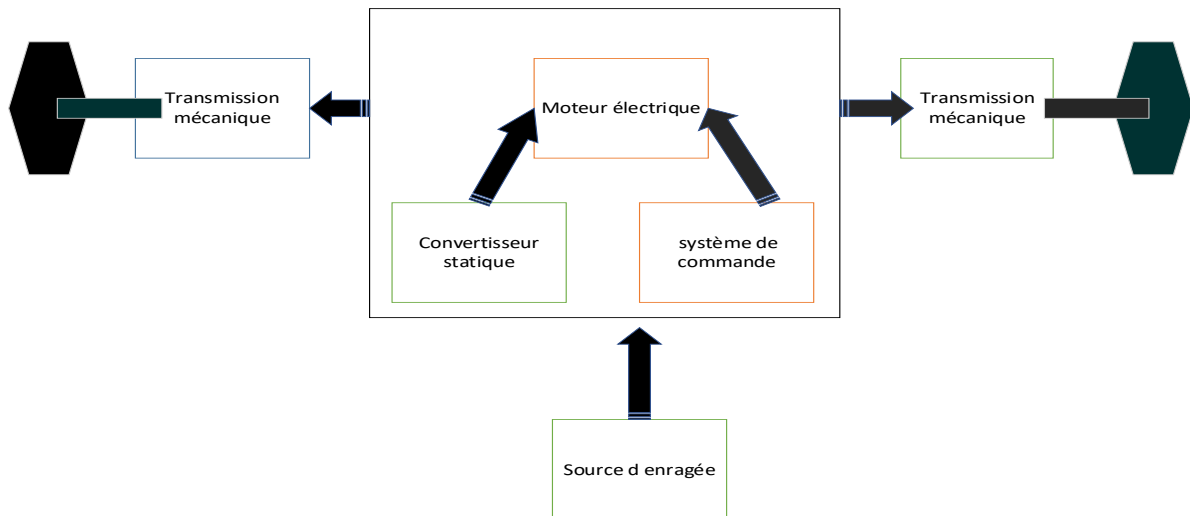 Transmission
mécanique
Moteur électrique
Transmission
mécanique
Convertisseur
statique
système de
commande
Source d enragée